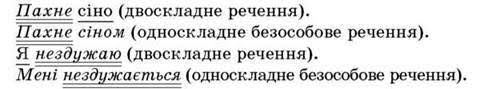 Пахне сіно (двоскладне речення).
Пахне сіном (односкладне безособове речення).
Я нездужаю (двоскладне речення).
Мені нездужається (односкладне безособове речення).